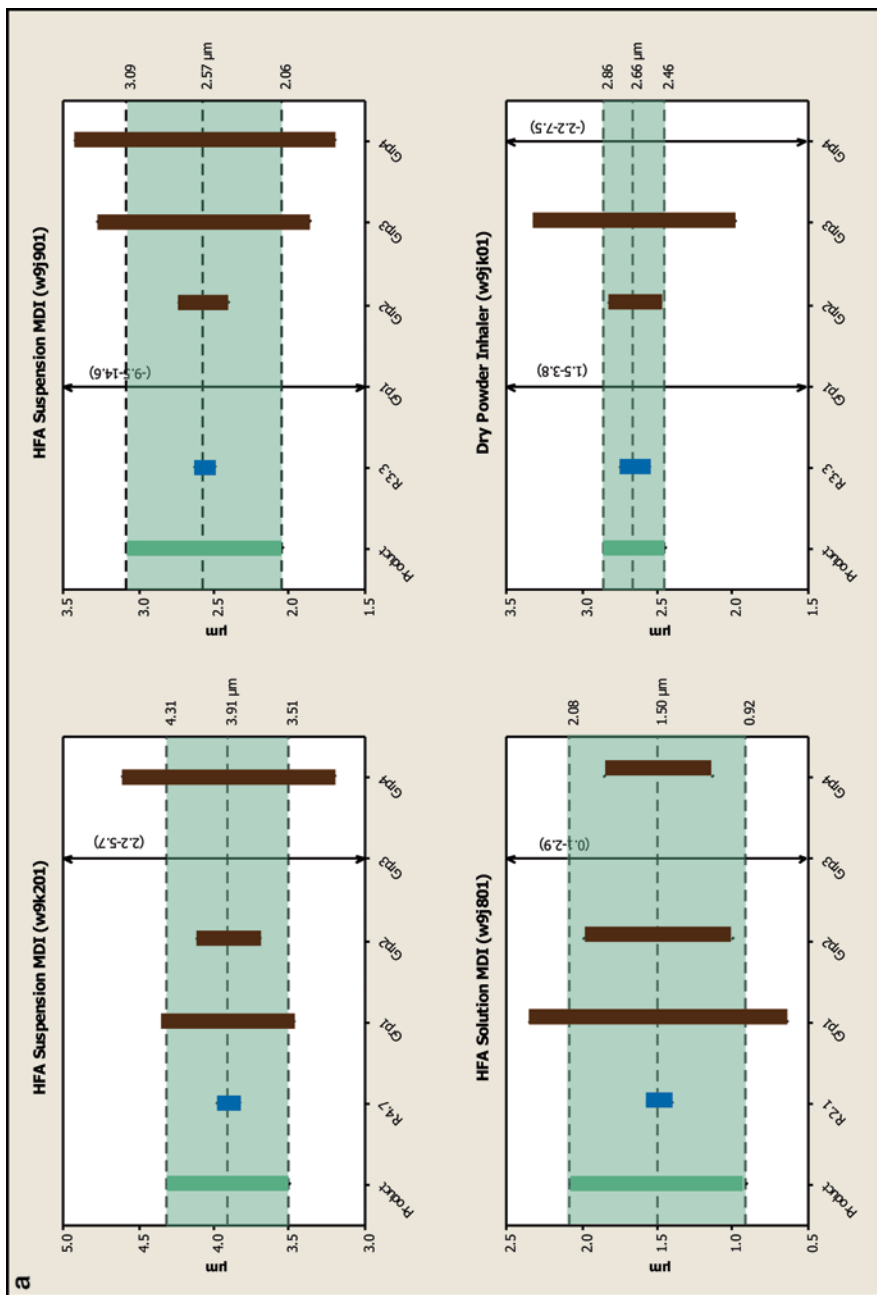 a
HFA Suspension MDI (w9k201)
5.0
4.5
4.0
3.5
3.0
µm
(2.2-5.7)
4.31
3.91 µm
3.51
Product
R4.7
Grp1
Grp2
Grp3
Grp4
HFA Suspension MDI (w9j901)
3.5
3.0
2.5
2.0
1.5
µm
(-9.5-14.6)
3.09
2.57 µm
2.06
Product
R3.3
Grp1
Grp2
Grp3
Grp4
HFA Solution MDI (w9j801)
2.5
2.0
1.5
1.0
0.5
µm
(0.1-2.9)
2.08
1.50 µm
0.92
Product
R2.1
Grp1
Grp2
Grp3
Grp4
Dry Powder Inhaler (w9jk01)
3.5
3.0
2.5
2.0
1.5
µm
(1.5-3.8)
(-2.2-7.5)
2.86
2.66 µm
2.46
Product
R3.3
Grp1
Grp2
Grp3
Grp4